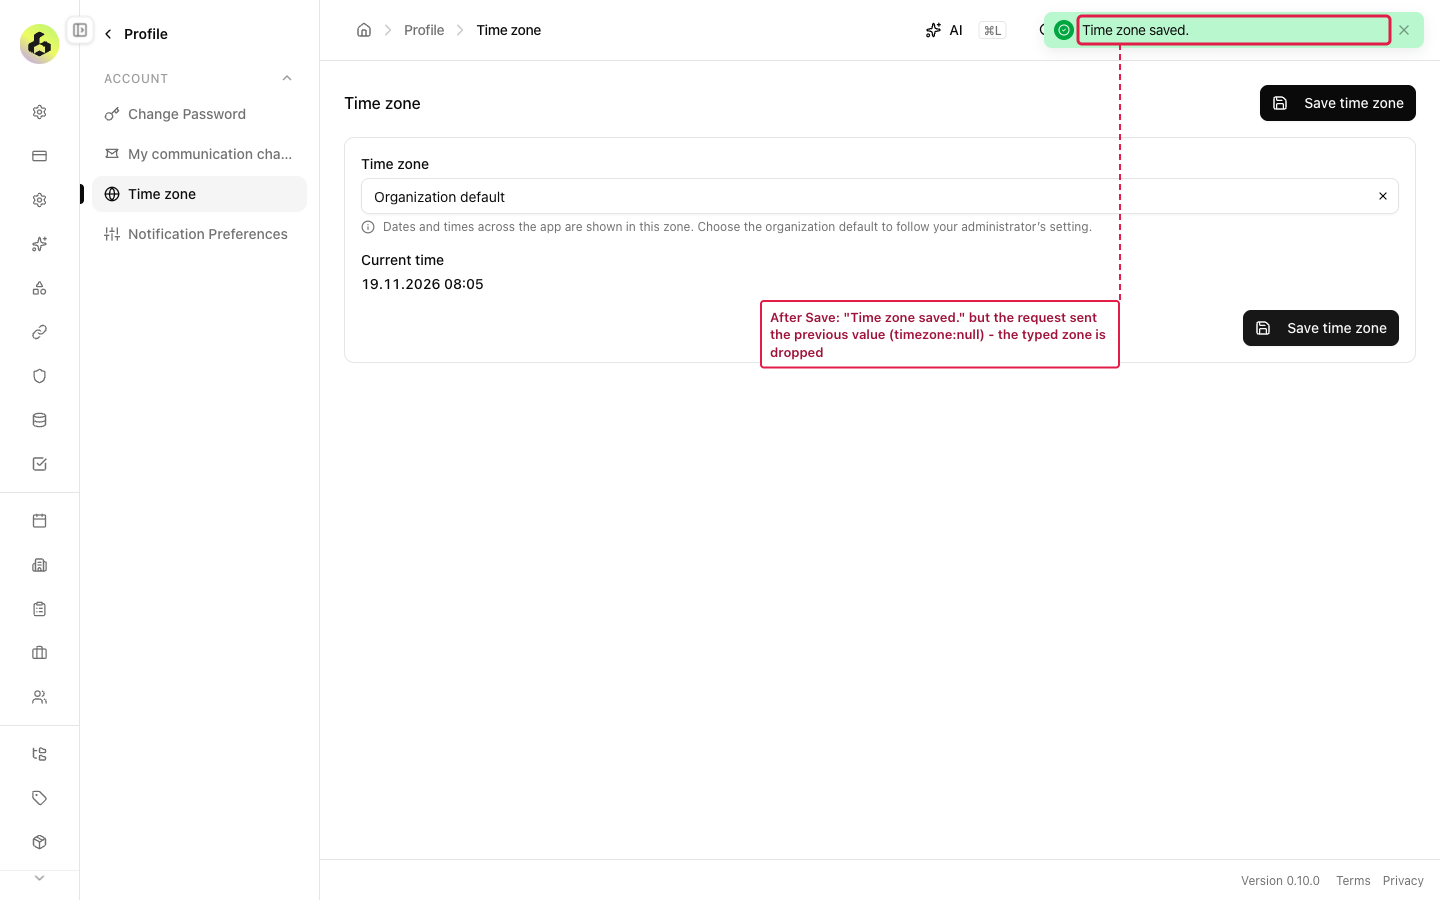 Profile
ACCOUNT
Change Password
My communication cha...
Time zone
Notification Preferences
Profile
Time zone
AI
⌘L
Time zone saved.
Time zone
Save time zone
Time zone
Organization default
Dates and times across the app are shown in this zone. Choose the organization default to follow your administrator's setting.
Current time
19.11.2026 08:05
After Save: "Time zone saved." but the request sent
the previous value (timezone:null) - the typed zone is
dropped
Save time zone
Version 0.10.0
Terms
Privacy